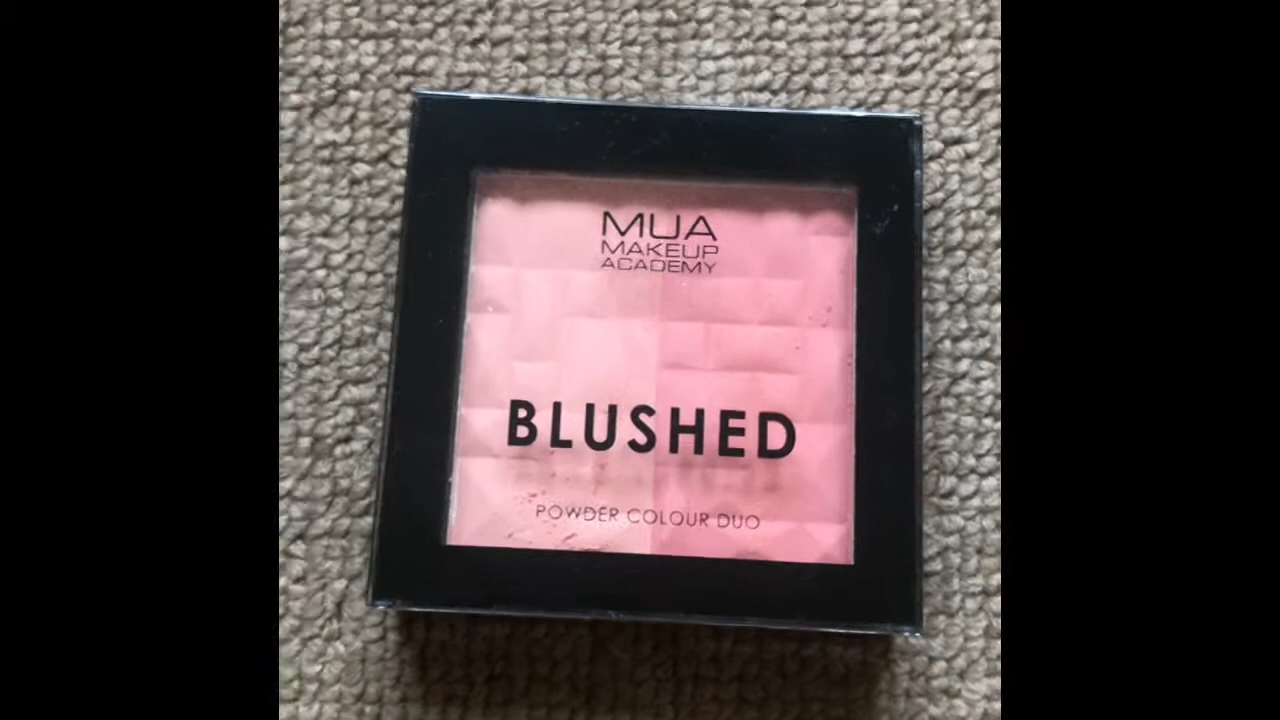 MUA
MAKEUP
ACADEMY
BLUSHED
POWDER COLOUR DUO